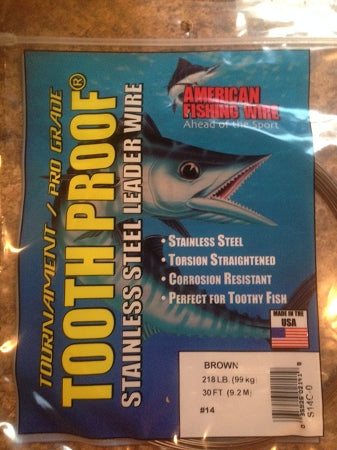 TOURNAMENT / PRO GRADE
TOOTH PROOF®
STAINLESS STEEL LEADER WIRE
AMERICAN
FISHING WIRE
Ahead of the Sport
• STAINLESS STEEL
• TORSION STRAIGHTENED
• CORROSION RESISTANT
• PERFECT FOR TOOTHY FISH
MADE IN THE
USA
BROWN
218 LB. (99 kg)
30 FT (9.2 M)
#14
S14C-0